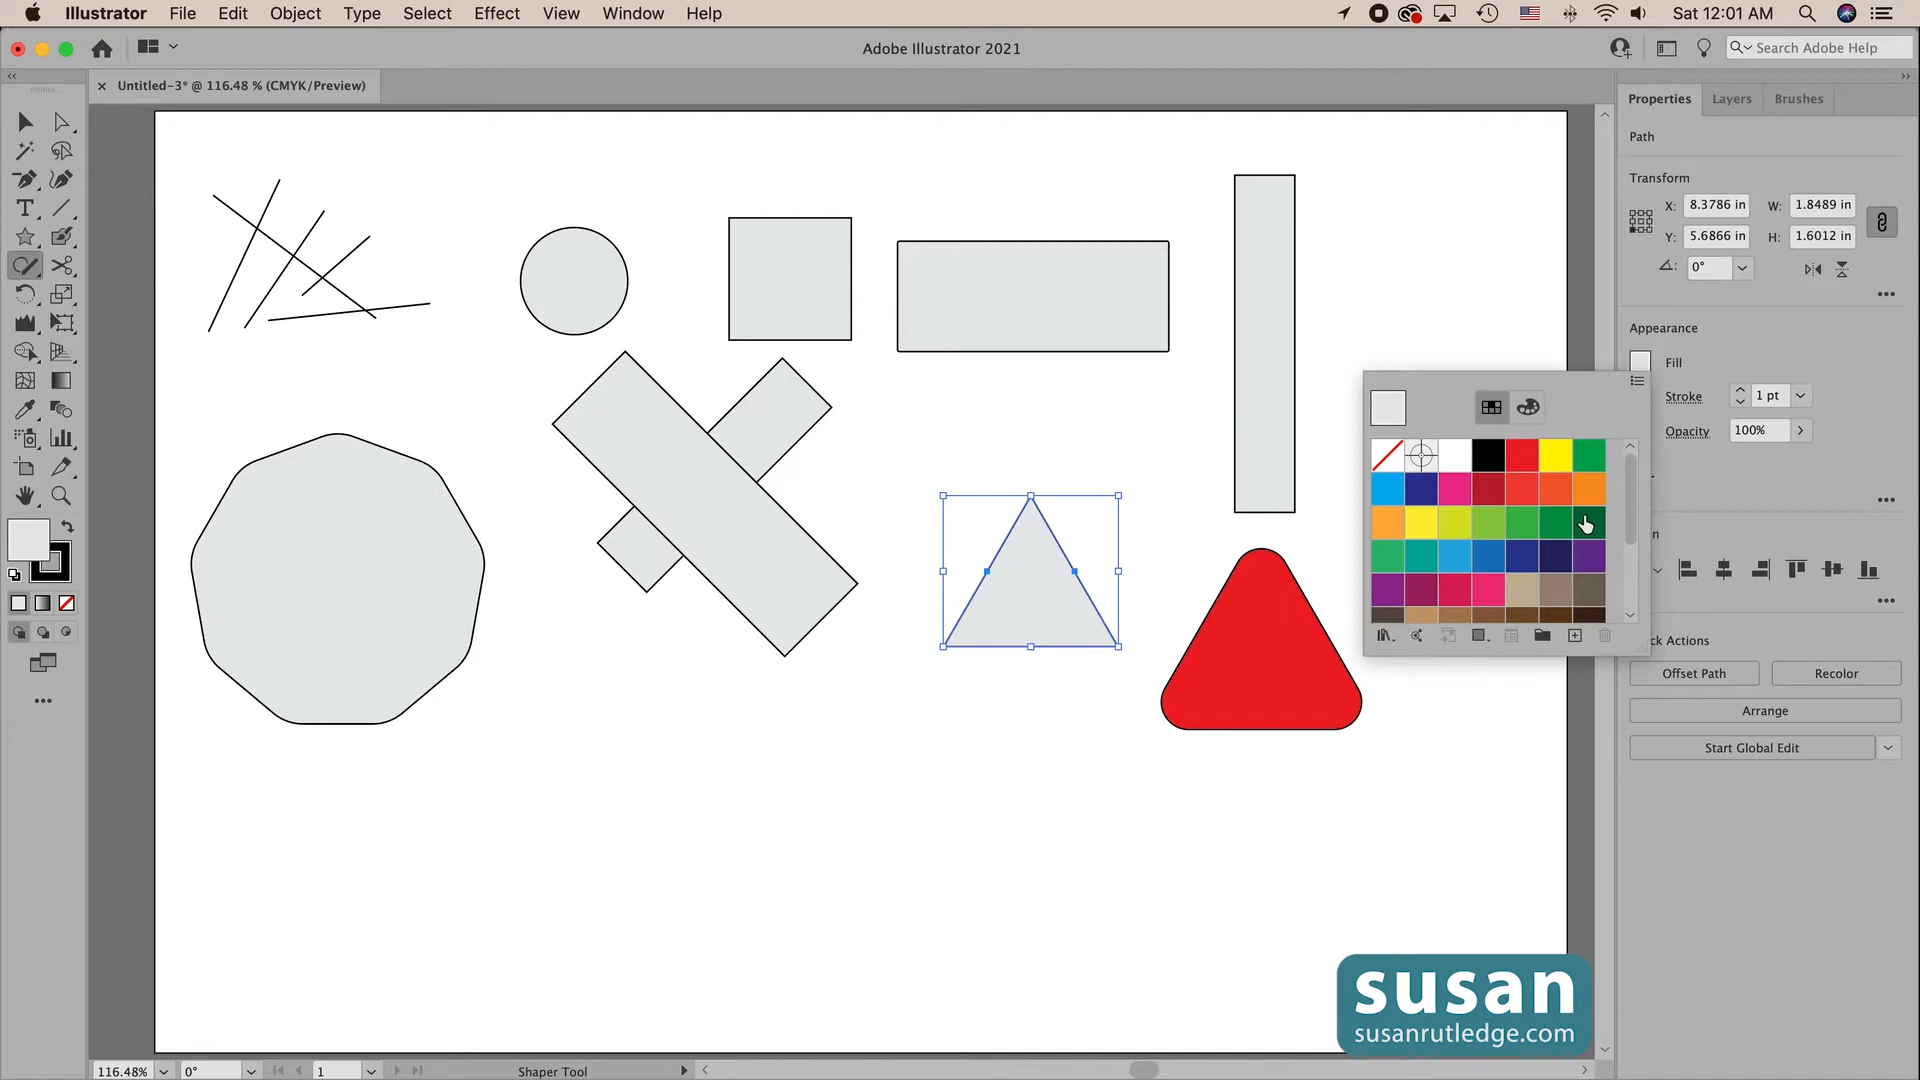 Illustrator File Edit Object Type Select Effect View Window Help
Sat 12:01 AM
Adobe Illustrator 2021
Search Adobe Help
Untitled-3* @ 116.48 % (CMYK/Preview)
Properties Layers Brushes
Path
Transform
X: 8.3786 in W: 1.8489 in
Y: 5.6866 in H: 1.6012 in
0°
Appearance
Fill
Stroke 1 pt
Opacity 100%
n
ck Actions
Offset Path Recolor
Arrange
Start Global Edit
susan
susanrutledge.com
116.48% 0° 1 Shaper Tool